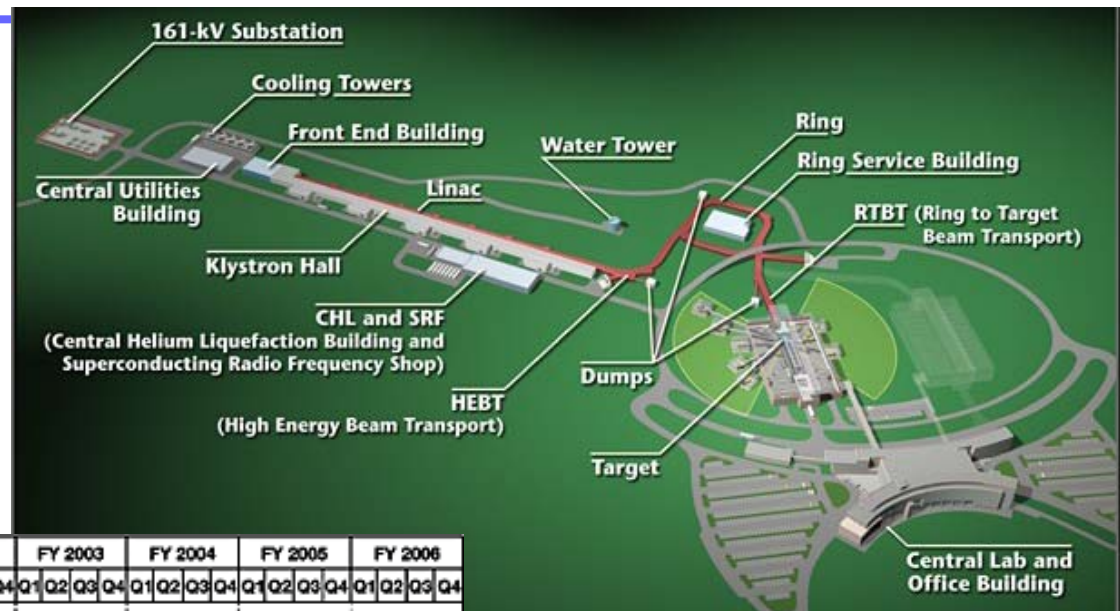 161-kV Substation
Cooling Towers
Front End Building
Water Tower
Ring
Ring Service Building
Central Utilities
Building
Linac
RTBT (Ring to Target
Beam Transport)
Klystron Hall
CHL and SRF
(Central Helium Liquefaction Building and
Superconducting Radio Frequency Shop)
Dumps
HEBT
(High Energy Beam Transport)
Target
Central Lab and
Office Building
FY 2003 FY 2004 FY 2005 FY 2006
Q4 Q1 Q2 Q3 Q4 Q1 Q2 Q3 Q4 Q1 Q2 Q3 Q4 Q1 Q2 Q3 Q4